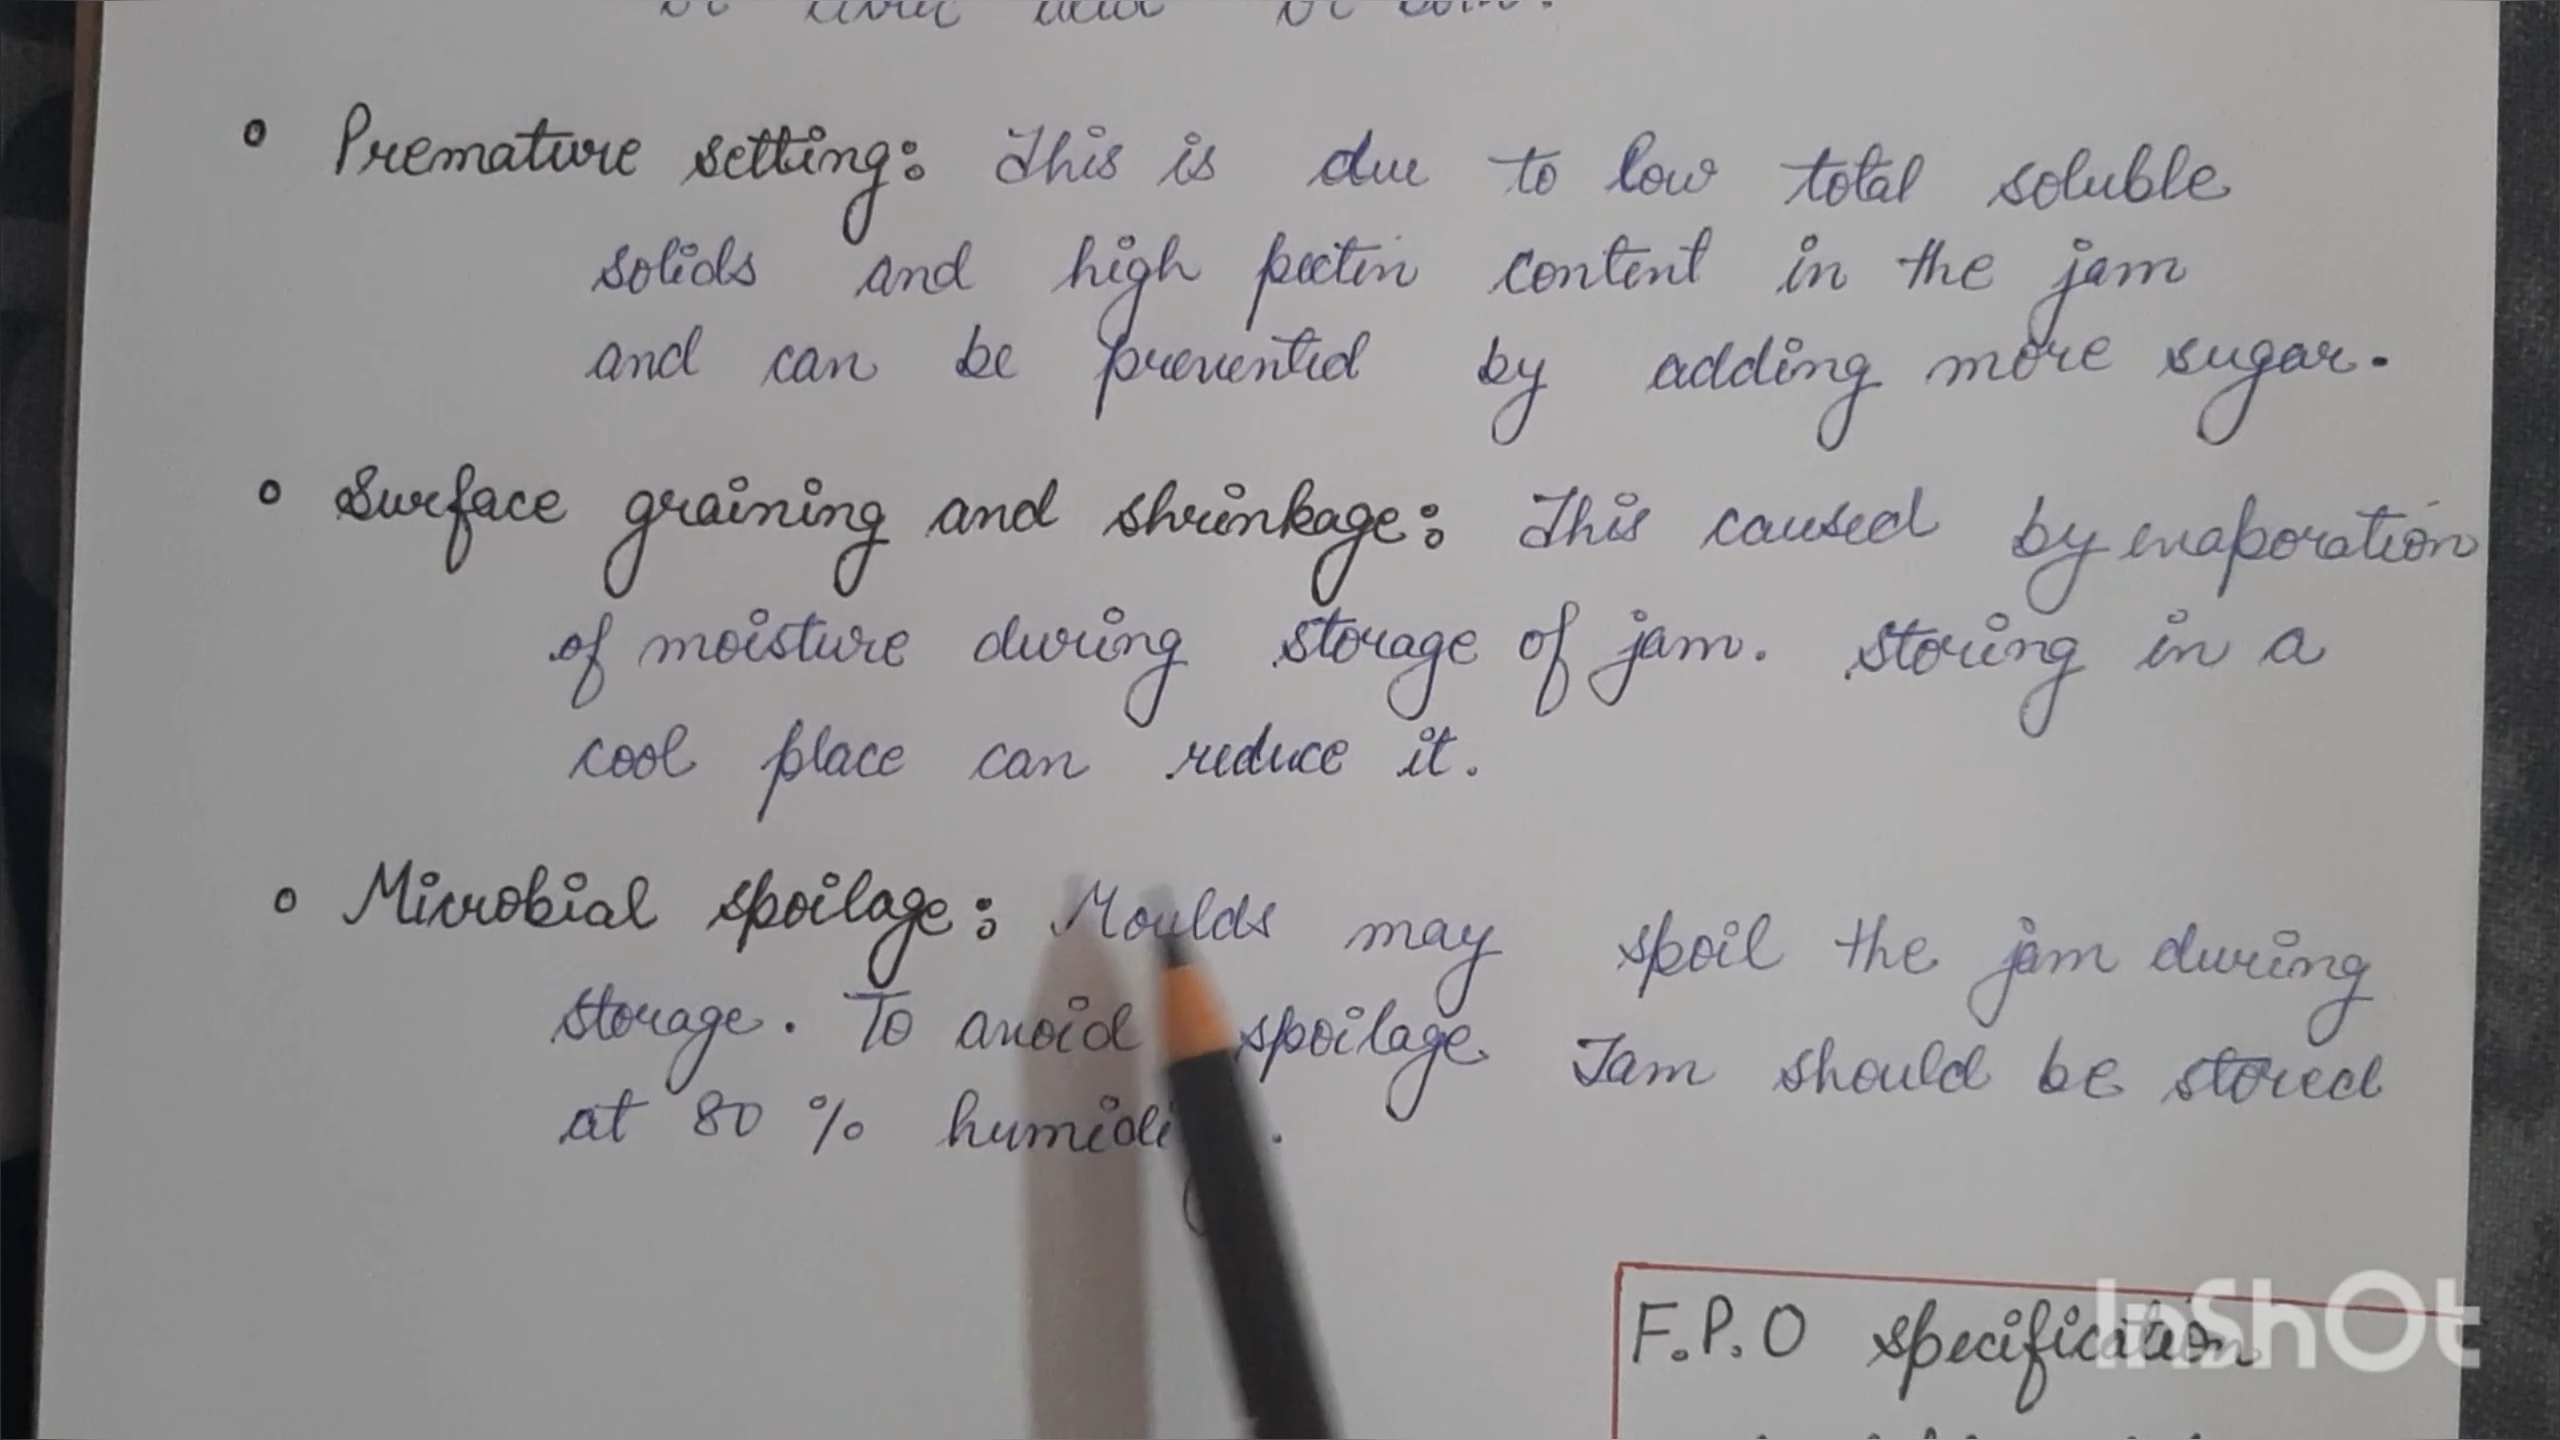 Premature setting: This is due to low total soluble
solids and high pectin content in the jam
and can be prevented by adding more sugar.
Surface graining and shrinkage: This caused by evaporation
of moisture during storage of jam. Storing in a
cool place can reduce it.
Microbial spoilage: Moulds may spoil the jam during
storage. To avoid spoilage Jam should be stored
at 80 % humidity.
F.P.O specification
InShOt